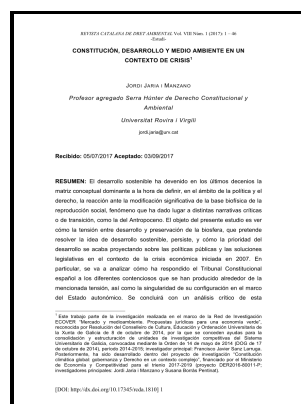 REVISTA CATALANA DE DRET AMBIENTAL Vol. VIII Núm. 1 (2017): 1 – 46
-Estudi-
CONSTITUCIÓN, DESARROLLO Y MEDIO AMBIENTE EN UN
CONTEXTO DE CRISIS¹
JORDI JARIA I MANZANO
Profesor agregado Serra Húnter de Derecho Constitucional y
Ambiental
Universitat Rovira i Virgili
jordi.jaria@urv.cat
Recibido: 05/07/2017 Aceptado: 03/09/2017
RESUMEN: El desarrollo sostenible ha devenido en los últimos decenios la
matriz conceptual dominante a la hora de definir, en el ámbito de la política y el
derecho, la reacción ante la modificación significativa de la base biofísica de la
reproducción social, fenómeno que ha dado lugar a distintas narrativas críticas
o de transición, como la del Antropoceno. El objeto del presente estudio es ver
cómo la tensión entre desarrollo y preservación de la biosfera, que pretende
resolver la idea de desarrollo sostenible, persiste, y cómo la prioridad del
desarrollo se acaba proyectando sobre las políticas públicas y las soluciones
legislativas en el contexto de la crisis económica iniciada en 2007. En
particular, se va a analizar cómo ha respondido el Tribunal Constitucional
español a los diferentes contenciosos que se han producido alrededor de la
mencionada tensión, así como la singularidad de su configuración en el marco
del Estado autonómico. Se concluirá con un análisis crítico de esta
¹ Este trabajo parte de la investigación realizada en el marco de la Red de Investigación
ECOVER "Mercado y medioambiente. Propuestas jurídicas para una economía verde",
reconocida por Resolución del Conselleiro de Cultura, Educación y Ordenación Universitaria de
la Xunta de Galicia de 8 de octubre de 2014, por la que se conceden ayudas para la
consolidación y estructuración de unidades de investigación competitivas del Sistema
Universitario de Galicia, convocadas mediante la Orden de 14 de mayo de 2014 (DOG de 17
de octubre), período 2014-2015; investigador principal: Francisco Javier Sanz Larruga.
Posteriormente, ha sido desarrollado dentro del proyecto de investigación "Constitución
climática global: gobernanza y Derecho en un contexto complejo", financiado por el Ministerio
de Economía y Competitividad para el trienio 2017-2019 (proyecto DER2016-80011-P;
investigadores principales: Jordi Jaria i Manzano y Susana Borràs Pentinat).
[DOI: http://dx.doi.org/10.17345/rcda.1810] 1